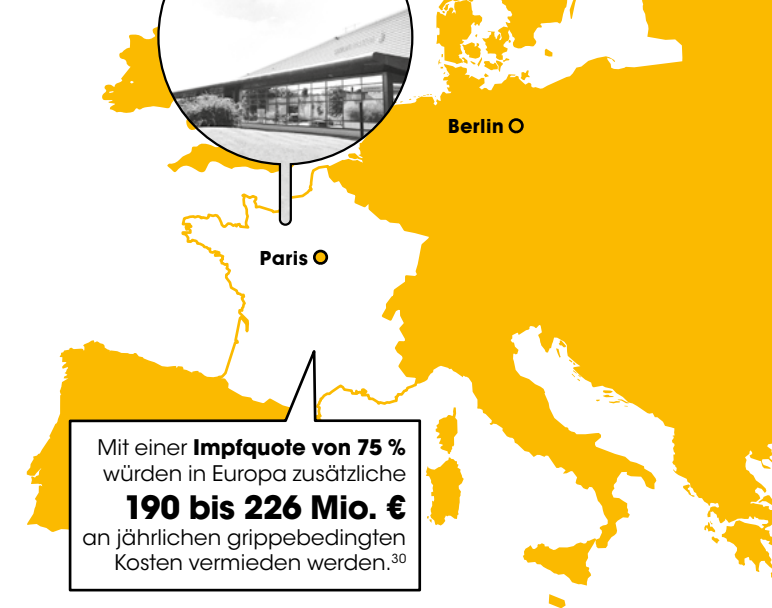 Berlin
Paris
Mit einer Impfquote von 75 %
würden in Europa zusätzliche
190 bis 226 Mio. €
an jährlichen grippebedingten
Kosten vermieden werden.³⁰